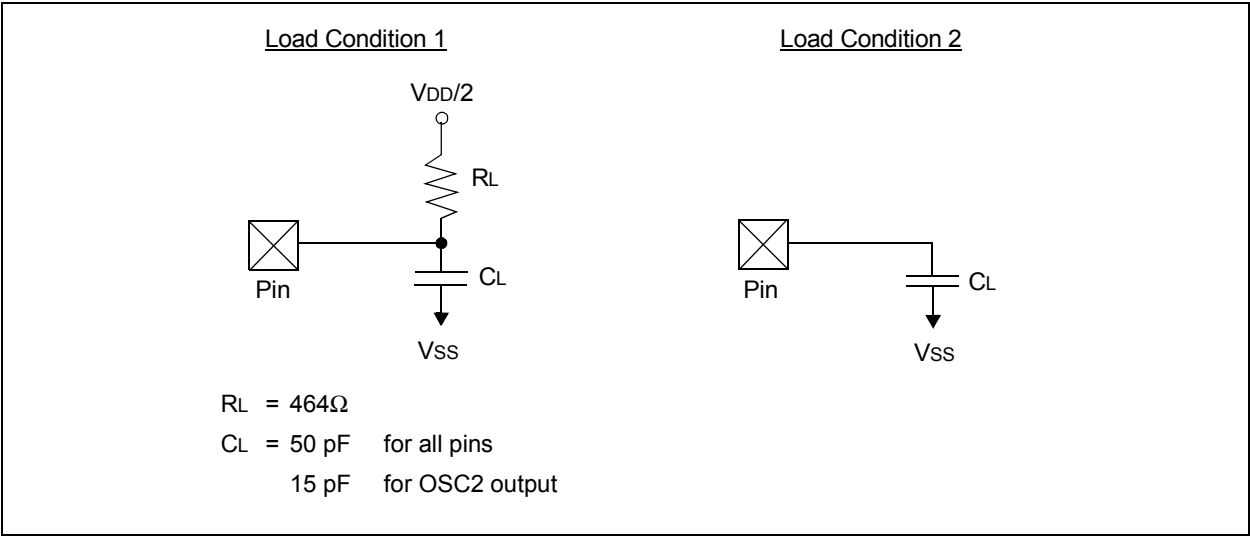 Load Condition 1
VDD/2
RL
Pin
CL
VSS
RL = 464Ω
CL = 50 pF for all pins
15 pF for OSC2 output
Load Condition 2
Pin
CL
VSS